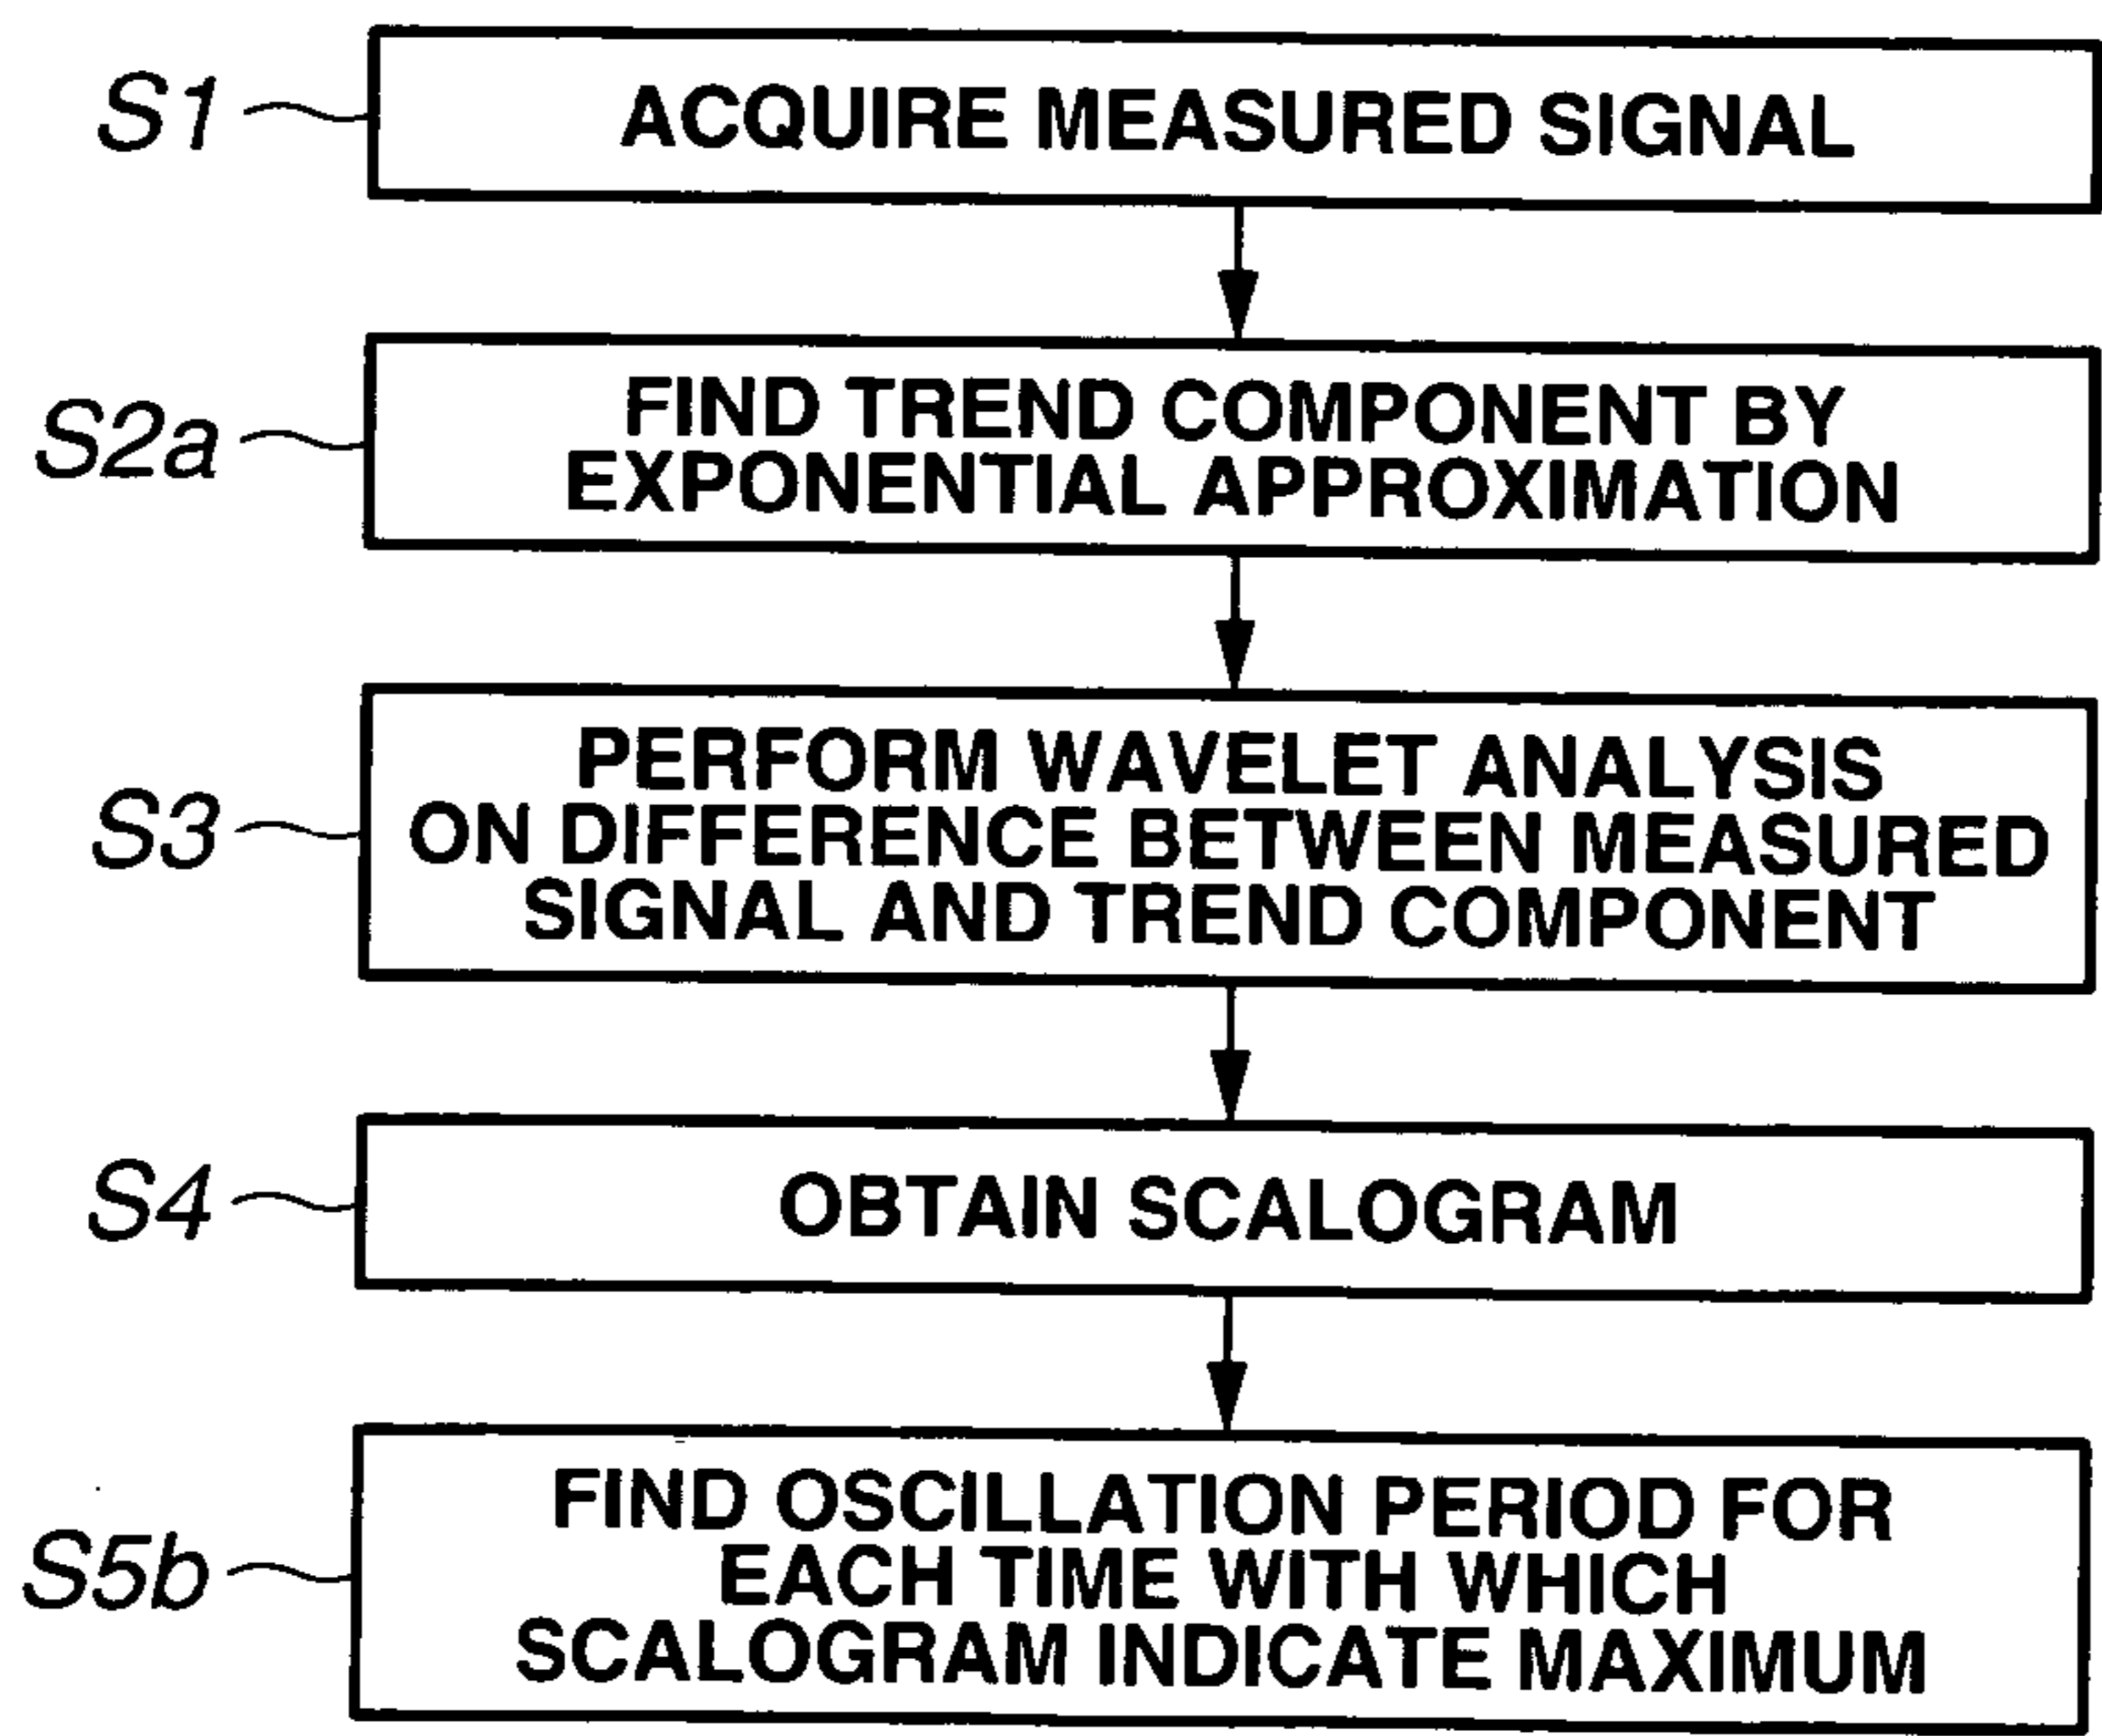 S1 ACQUIRE MEASURED SIGNAL
S2a FIND TREND COMPONENT BY
EXPONENTIAL APPROXIMATION
PERFORM WAVELET ANALYSIS
S3 ON DIFFERENCE BETWEEN MEASURED
SIGNAL AND TREND COMPONENT
S4 OBTAIN SCALOGRAM
FIND OSCILLATION PERIOD FOR
S5b EACH TIME WITH WHICH
SCALOGRAM INDICATE MAXIMUM